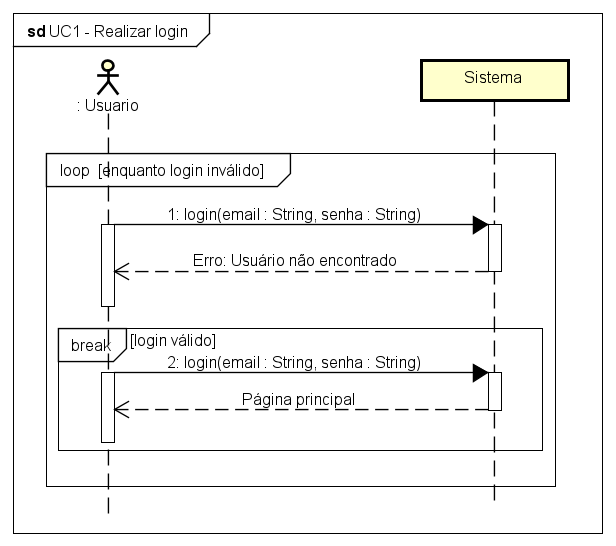 sd UC1 - Realizar login
: Usuario
Sistema
loop [enquanto login inválido]
1: login(email : String, senha : String)
Erro: Usuário não encontrado
break [login válido]
2: login(email : String, senha : String)
Página principal